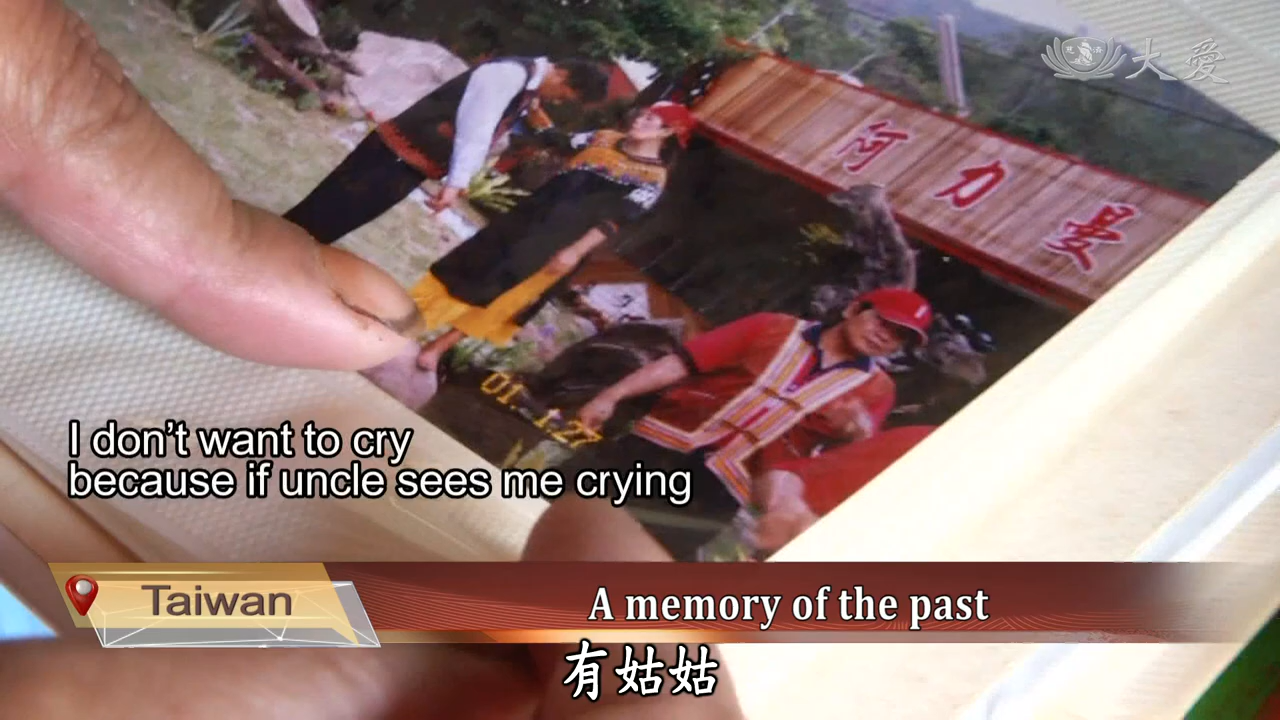 大愛
阿力曼
01. 1.27
I don't want to cry
because if uncle sees me crying
Taiwan
A memory of the past
有姑姑